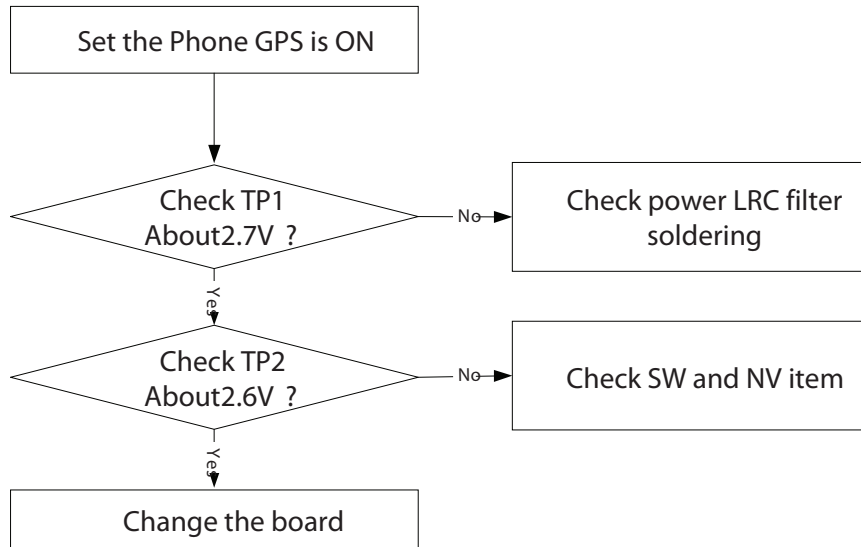 Set the Phone GPS is ON
Check TP1
About2.7V ?
No
Check power LRC filter
soldering
Yes
Check TP2
About2.6V ?
No
Check SW and NV item
Yes
Change the board